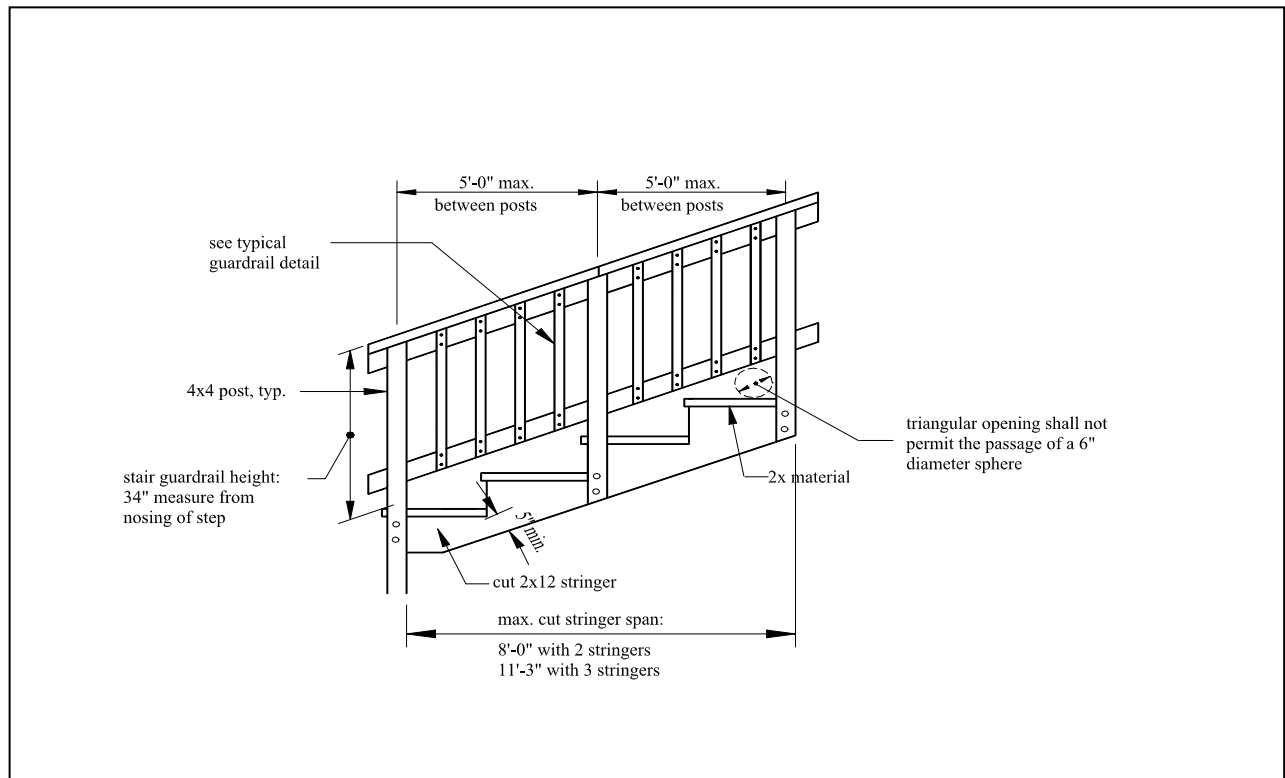 5'-0" max.
between posts
5'-0" max.
between posts
see typical
guardrail detail
4x4 post, typ.
triangular opening shall not
permit the passage of a 6"
diameter sphere
stair guardrail height:
34" measure from
nosing of step
2x material
5" min.
cut 2x12 stringer
max. cut stringer span:
8'-0" with 2 stringers
11'-3" with 3 stringers